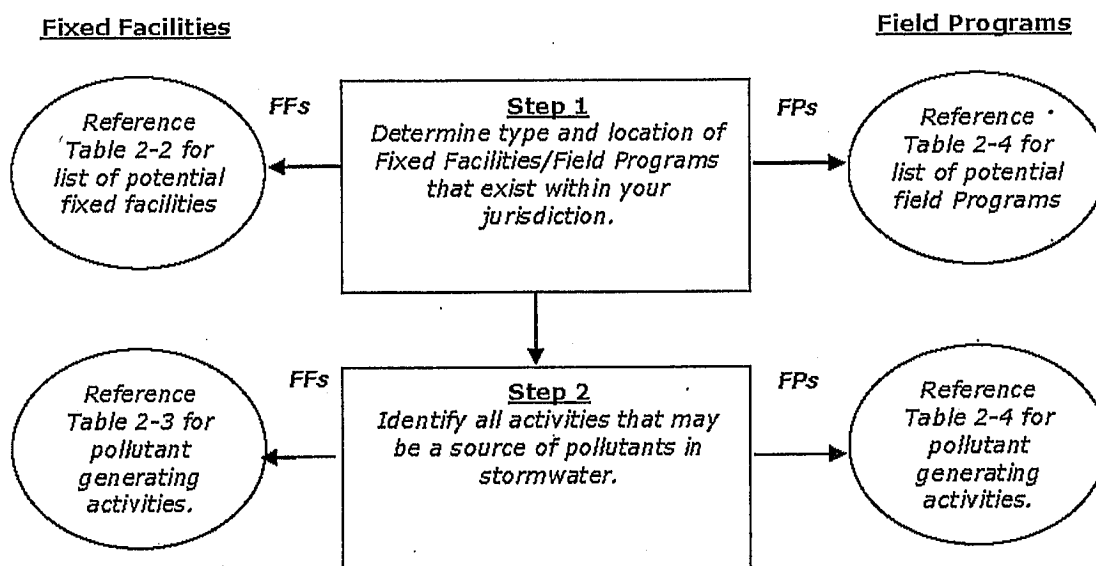 Fixed Facilities
Field Programs
FFs
FPs
Reference
Table 2-2 for
list of potential
fixed facilities
Step 1
Determine type and location of
Fixed Facilities/Field Programs
that exist within your
jurisdiction.
Reference
Table 2-4 for
list of potential
field Programs
FFs
FPs
Reference
Table 2-3 for
pollutant
generating
activities.
Step 2
Identify all activities that may
be a source of pollutants in
stormwater.
Reference
Table 2-4 for
pollutant
generating
activities.